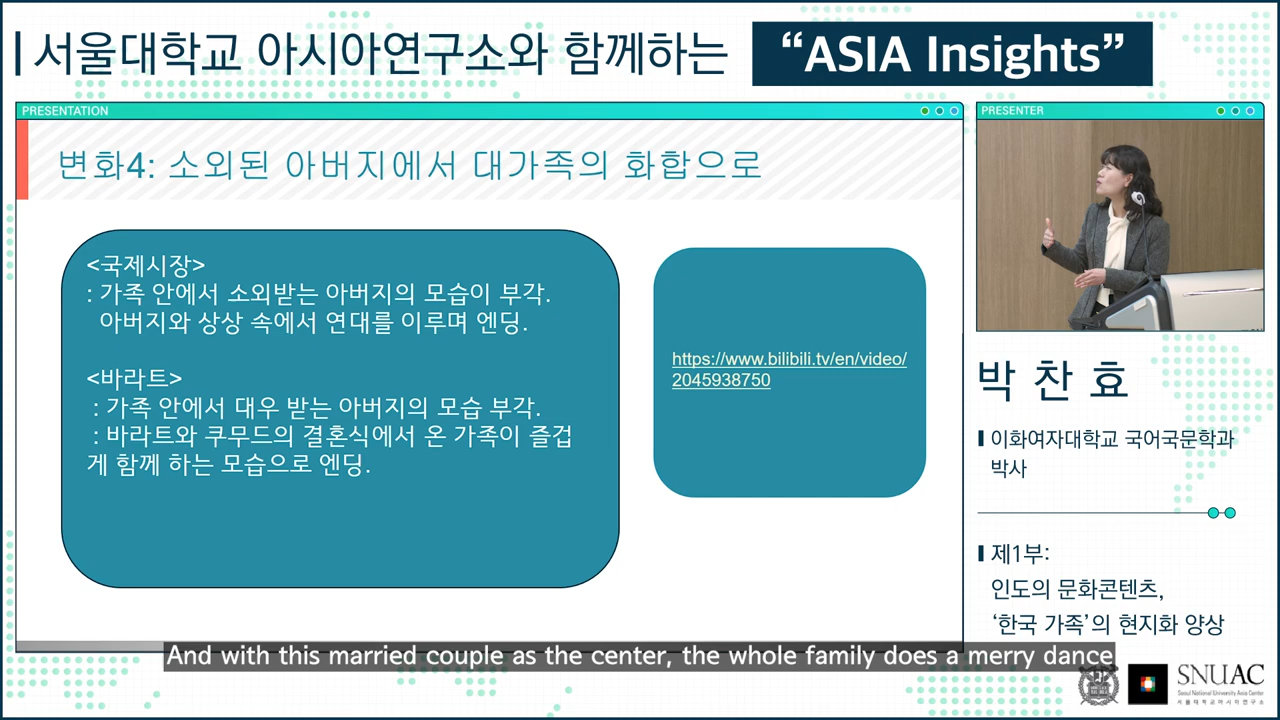 서울대학교 아시아연구소와 함께하는 “ASIA Insights”
PRESENTATION
변화4: 소외된 아버지에서 대가족의 화합으로
<국제시장>
: 가족 안에서 소외받는 아버지의 모습이 부각.
아버지와 상상 속에서 연대를 이루며 엔딩.
<바라트>
: 가족 안에서 대우 받는 아버지의 모습 부각.
: 바라트와 쿠무드의 결혼식에서 온 가족이 즐겁
게 함께 하는 모습으로 엔딩.
https://www.bilibili.tv/en/video/
2045938750
PRESENTER
박 찬 효
이화여자대학교 국어국문학과
박사
제1부:
인도의 문화콘텐츠,
‘한국 가족’의 현지화 양상
And with this married couple as the center, the whole family does a merry dance
SNUAC
Seoul National University Asia Center
서울대학교아시아연구소